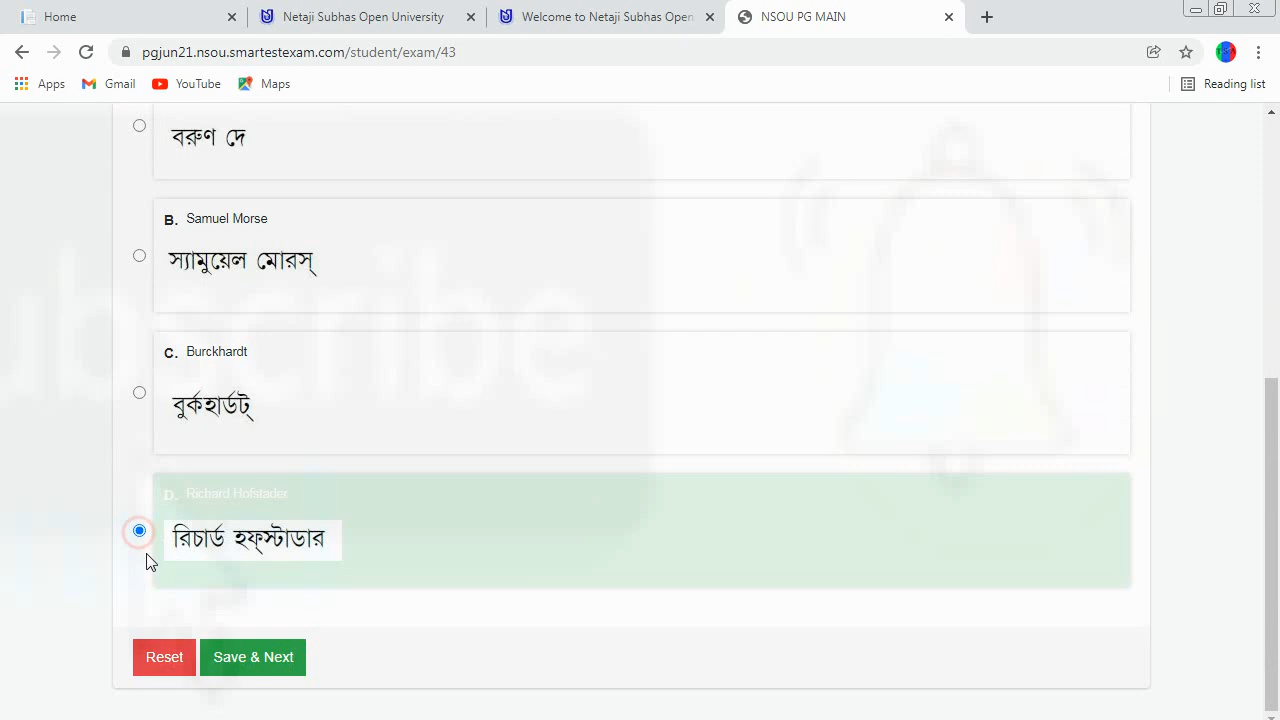 Home
Netaji Subhas Open University
Welcome to Netaji Subhas Open
NSOU PG MAIN
pgjun21.nsou.smartestexam.com/student/exam/43
Apps
Gmail
YouTube
Maps
Reading list
বরুণ দে
B. Samuel Morse
স্যামুয়েল মোরস্
C. Burckhardt
বুর্কহার্ডট্
D. Richard Hofstader
রিচার্ড হফ্স্টাডার
Reset
Save & Next
ubscribe